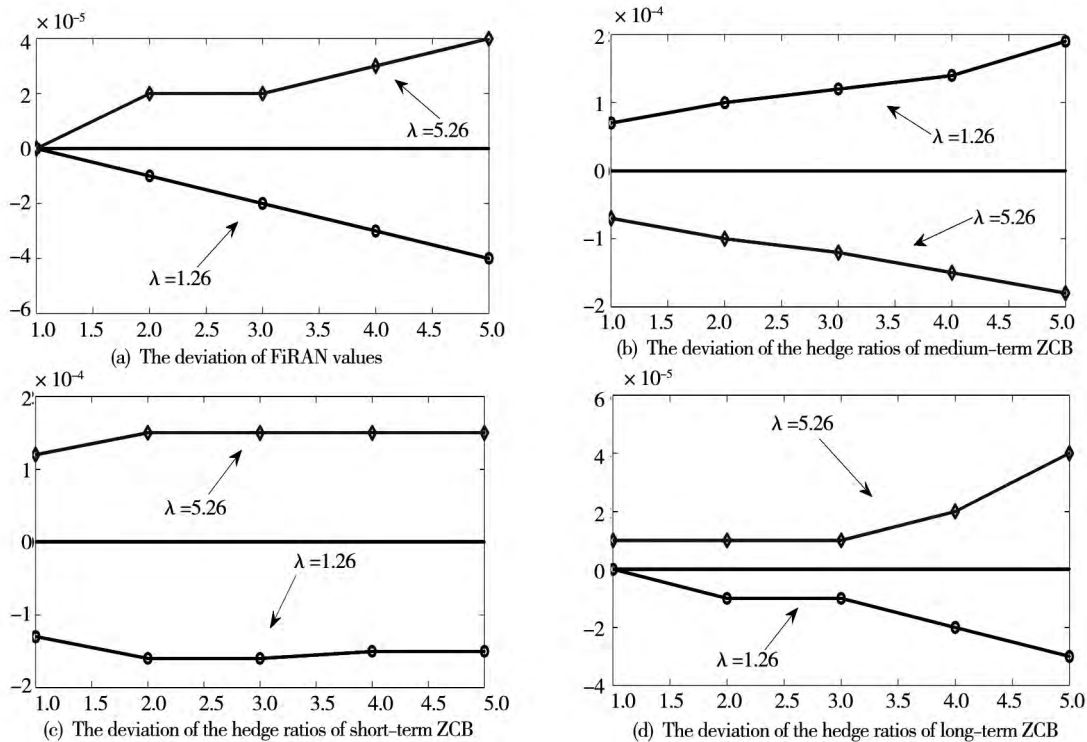 × 10⁻⁵
4
2
0
−2
−4
−6
λ =5.26
λ =1.26
1.0 1.5 2.0 2.5 3.0 3.5 4.0 4.5 5.0
(a) The deviation of FiRAN values
× 10⁻⁴
2
1
0
−1
−2
λ =1.26
λ =5.26
1.0 1.5 2.0 2.5 3.0 3.5 4.0 4.5 5.0
(b) The deviation of the hedge ratios of medium–term ZCB
× 10⁻⁴
2
1
0
−1
−2
λ =5.26
λ =1.26
1.0 1.5 2.0 2.5 3.0 3.5 4.0 4.5 5.0
(c) The deviation of the hedge ratios of short–term ZCB
× 10⁻⁵
6
4
2
0
−2
−4
λ =5.26
λ =1.26
1.0 1.5 2.0 2.5 3.0 3.5 4.0 4.5 5.0
(d) The deviation of the hedge ratios of long–term ZCB